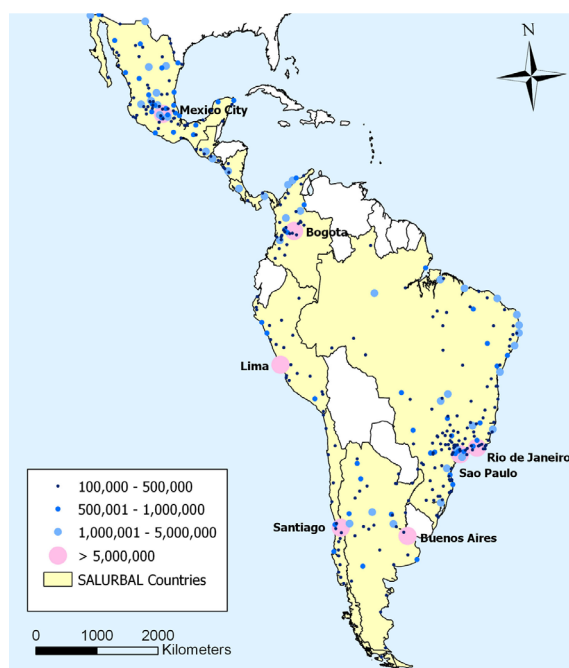 N
Mexico City
Bogota
Lima
Rio de Janeiro
Sao Paulo
Santiago
Buenos Aires
100,000 - 500,000
500,001 - 1,000,000
1,000,001 - 5,000,000
> 5,000,000
SALURBAL Countries
0 1000 2000
Kilometers